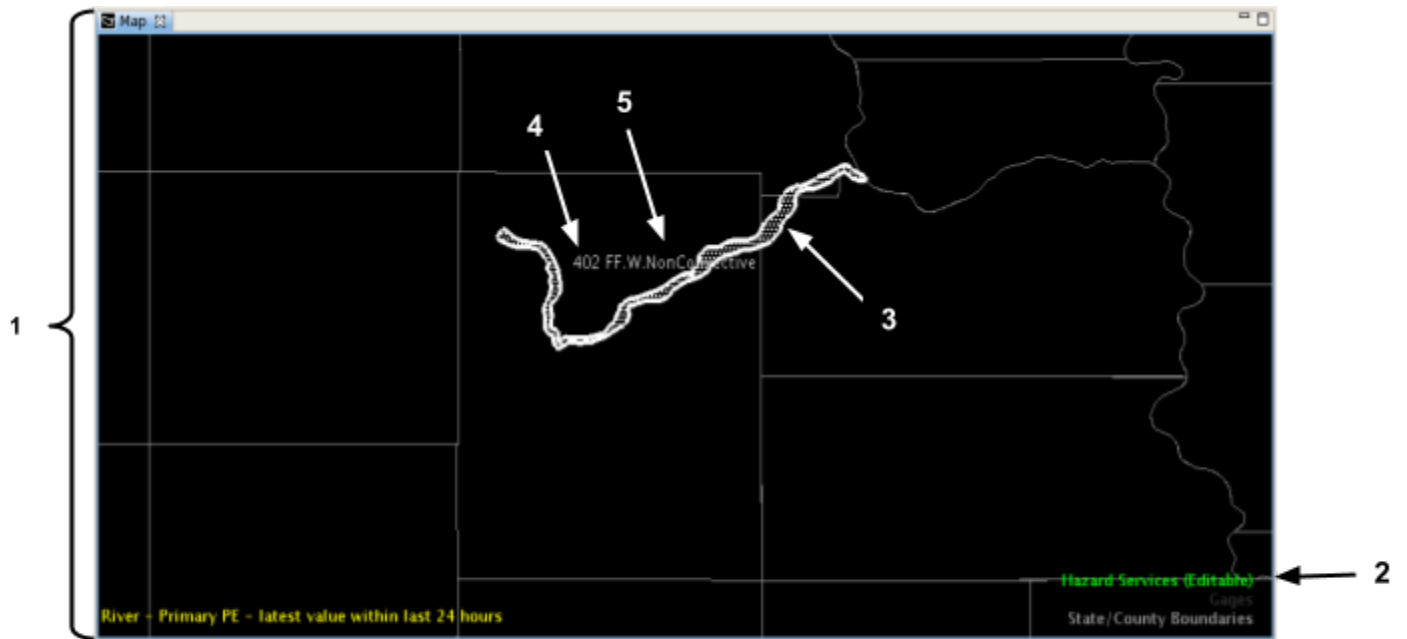 Map
5
4
402 FF.W.NonConvective
3
1
Hazard Services (Editable)
2
Gages
River - Primary PE - latest value within last 24 hours
State/County Boundaries